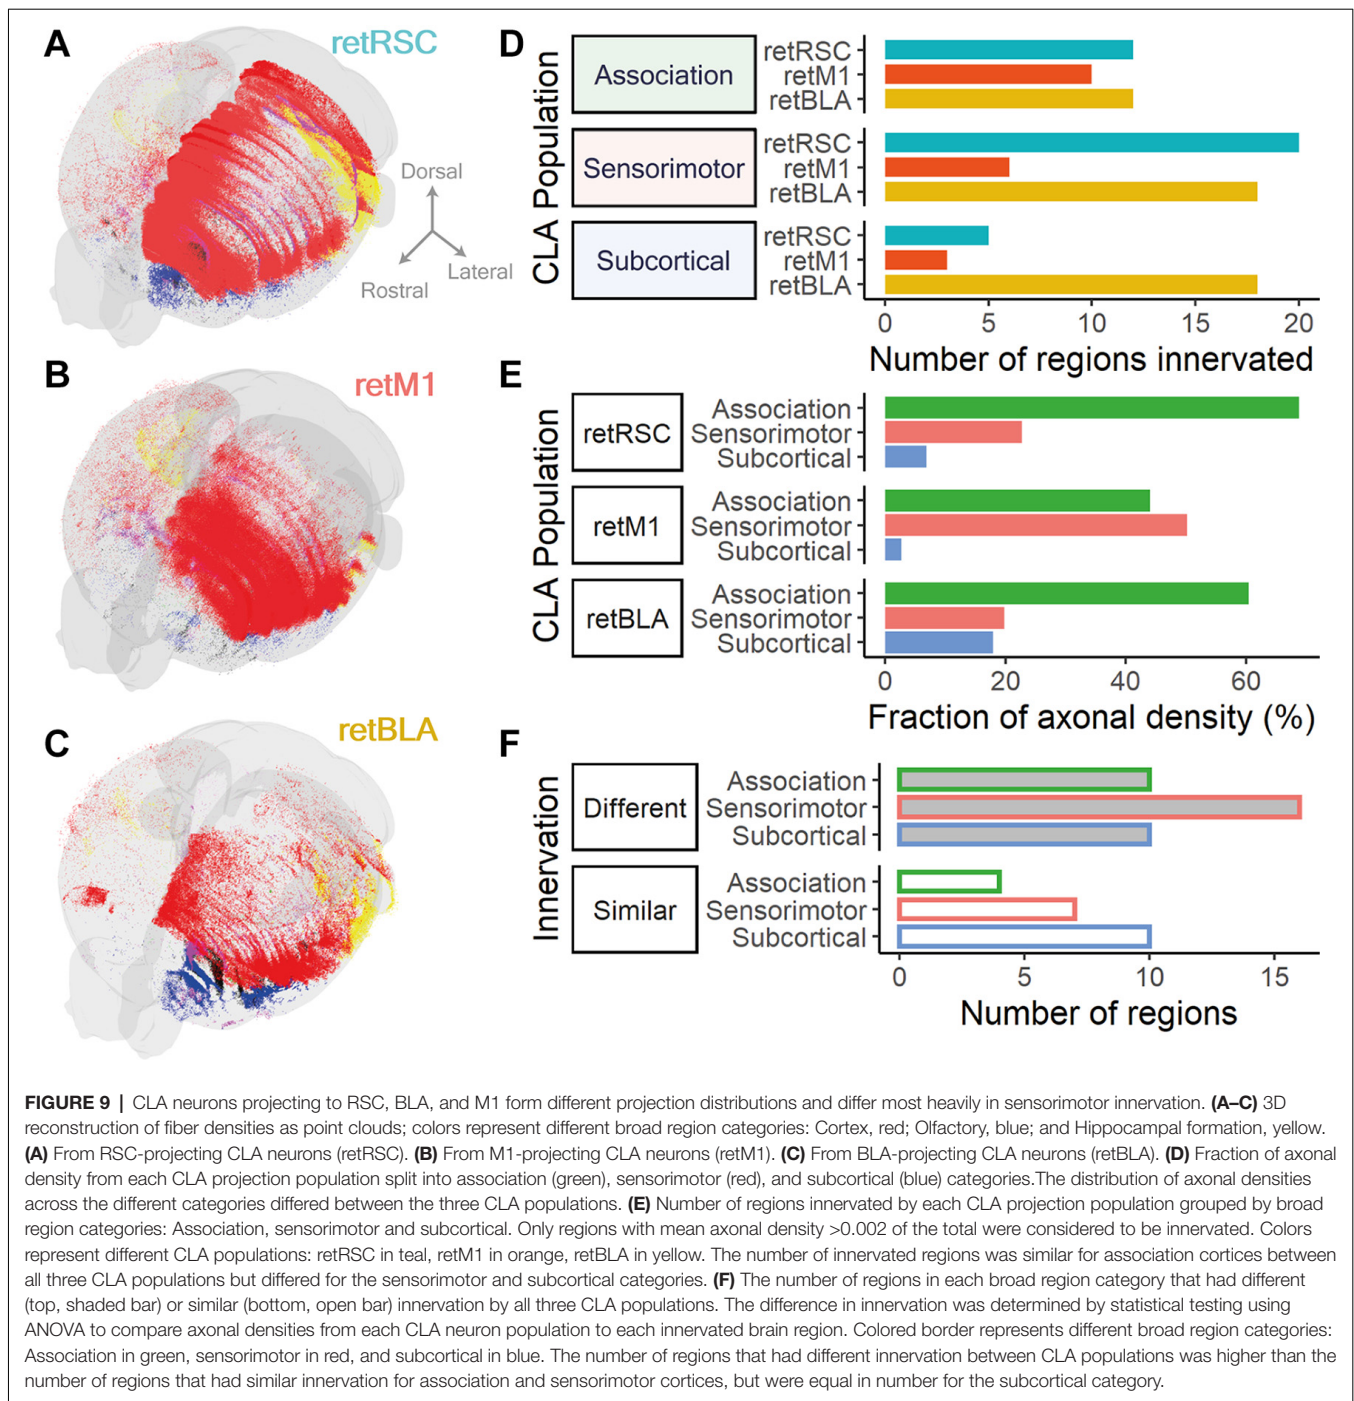 A
retRSC
Dorsal
Lateral
Rostral
B
retM1
C
retBLA
D
CLA Population
Association
retRSC
retM1
retBLA
Sensorimotor
retRSC
retM1
retBLA
Subcortical
retRSC
retM1
retBLA
0 5 10 15 20
Number of regions innervated
E
CLA Population
retRSC
Association
Sensorimotor
Subcortical
retM1
Association
Sensorimotor
Subcortical
retBLA
Association
Sensorimotor
Subcortical
0 20 40 60
Fraction of axonal density (%)
F
Innervation
Different
Association
Sensorimotor
Subcortical
Similar
Association
Sensorimotor
Subcortical
0 5 10 15
Number of regions
FIGURE 9 | CLA neurons projecting to RSC, BLA, and M1 form different projection distributions and differ most heavily in sensorimotor innervation. (A–C) 3D
reconstruction of fiber densities as point clouds; colors represent different broad region categories: Cortex, red; Olfactory, blue; and Hippocampal formation, yellow.
(A) From RSC-projecting CLA neurons (retRSC). (B) From M1-projecting CLA neurons (retM1). (C) From BLA-projecting CLA neurons (retBLA). (D) Fraction of axonal
density from each CLA projection population split into association (green), sensorimotor (red), and subcortical (blue) categories.The distribution of axonal densities
across the different categories differed between the three CLA populations. (E) Number of regions innervated by each CLA projection population grouped by broad
region categories: Association, sensorimotor and subcortical. Only regions with mean axonal density >0.002 of the total were considered to be innervated. Colors
represent different CLA populations: retRSC in teal, retM1 in orange, retBLA in yellow. The number of innervated regions was similar for association cortices between
all three CLA populations but differed for the sensorimotor and subcortical categories. (F) The number of regions in each broad region category that had different
(top, shaded bar) or similar (bottom, open bar) innervation by all three CLA populations. The difference in innervation was determined by statistical testing using
ANOVA to compare axonal densities from each CLA neuron population to each innervated brain region. Colored border represents different broad region categories:
Association in green, sensorimotor in red, and subcortical in blue. The number of regions that had different innervation between CLA populations was higher than the
number of regions that had similar innervation for association and sensorimotor cortices, but were equal in number for the subcortical category.